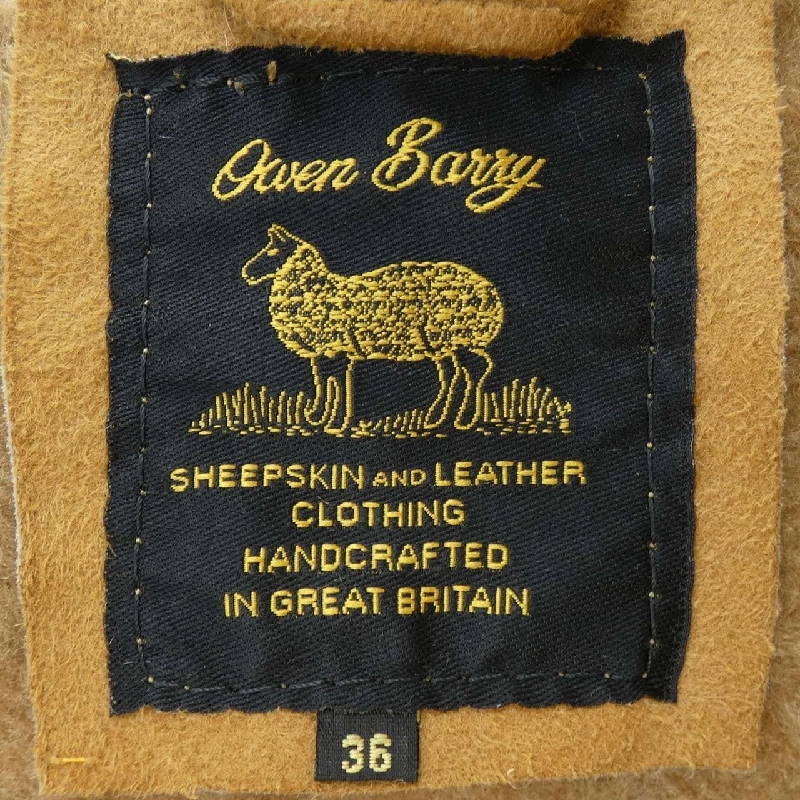 Owen Barry
SHEEPSKIN AND LEATHER
CLOTHING
HANDCRAFTED
IN GREAT BRITAIN
36